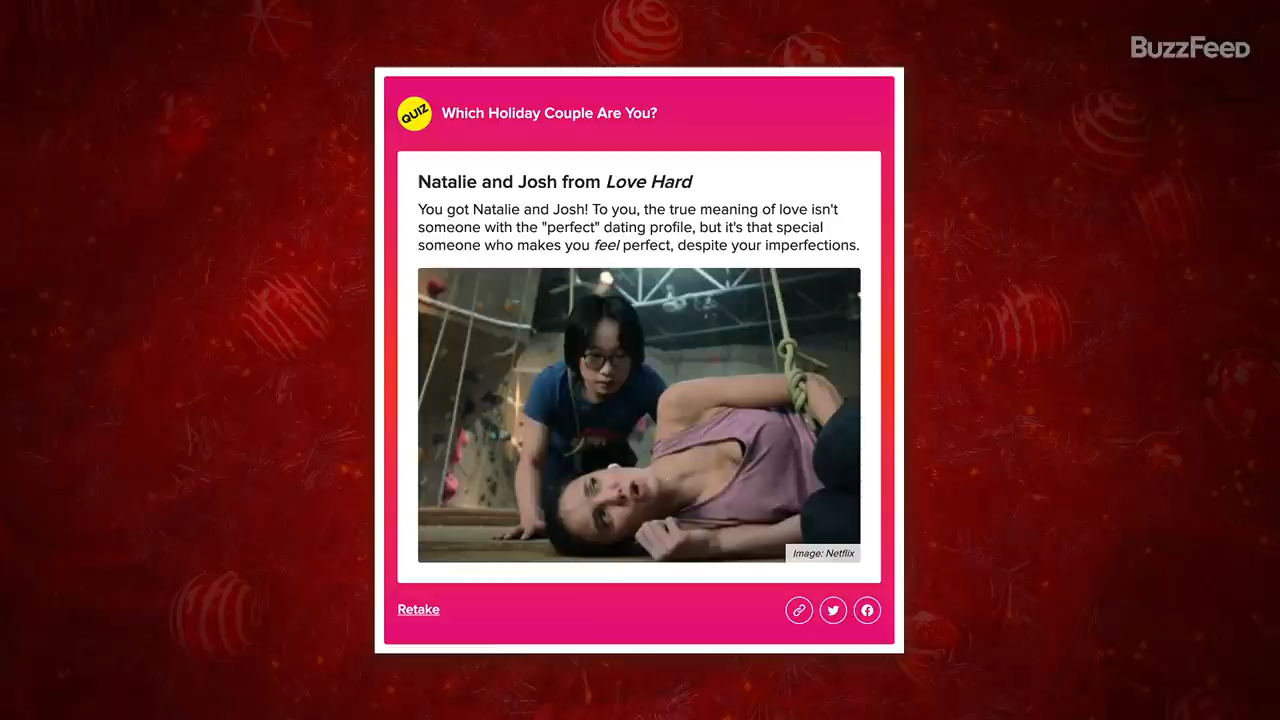 BuzzFeed
QUIZ
Which Holiday Couple Are You?
Natalie and Josh from Love Hard
You got Natalie and Josh! To you, the true meaning of love isn't
someone with the "perfect" dating profile, but it's that special
someone who makes you feel perfect, despite your imperfections.
Image: Netflix
Retake